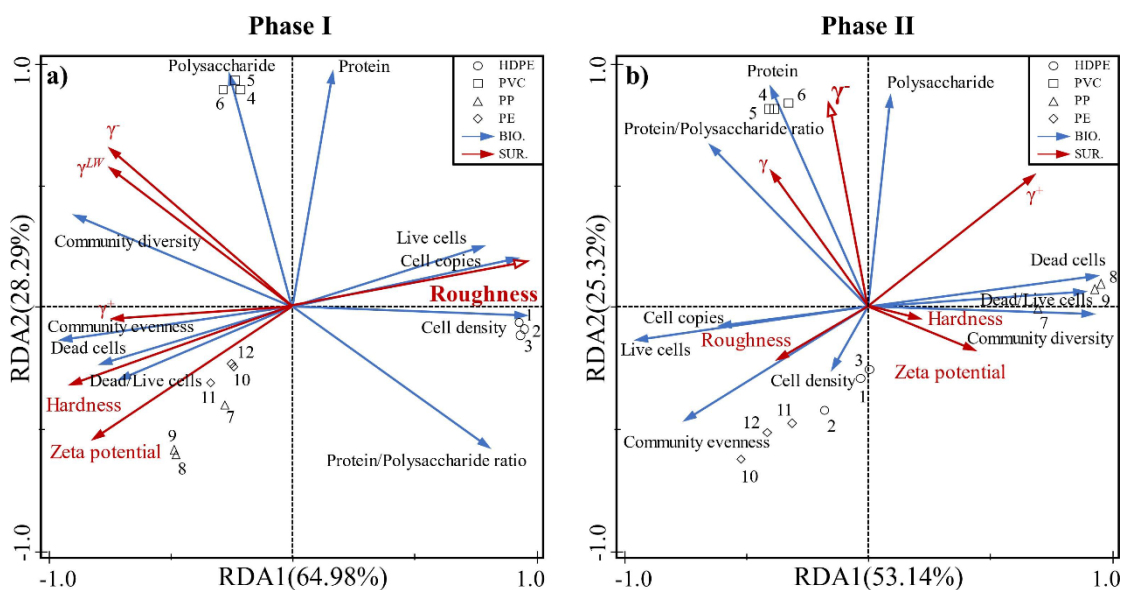 Phase I
a)
1.0
-1.0
-1.0
1.0
RDA2(28.29%)
RDA1(64.98%)
HDPE
PVC
PP
PE
BIO.
SUR.
Polysaccharide
Protein
5
6
4
γ-
γLW
Community diversity
Live cells
Cell copies
Roughness
γ+
Community evenness
Cell density
1
2
3
Dead cells
12
10
Dead/Live cells
11
Hardness
7
Zeta potential
9
8
Protein/Polysaccharide ratio
Phase II
b)
1.0
-1.0
-1.0
1.0
RDA2(25.32%)
RDA1(53.14%)
HDPE
PVC
PP
PE
BIO.
SUR.
Protein
Polysaccharide
4
6
5
γ-
Protein/Polysaccharide ratio
γ
γ+
Dead cells
8
Dead/Live cells
9
7
Cell copies
Hardness
Live cells
Roughness
Community diversity
Zeta potential
3
Cell density
1
2
Community evenness
11
12
10